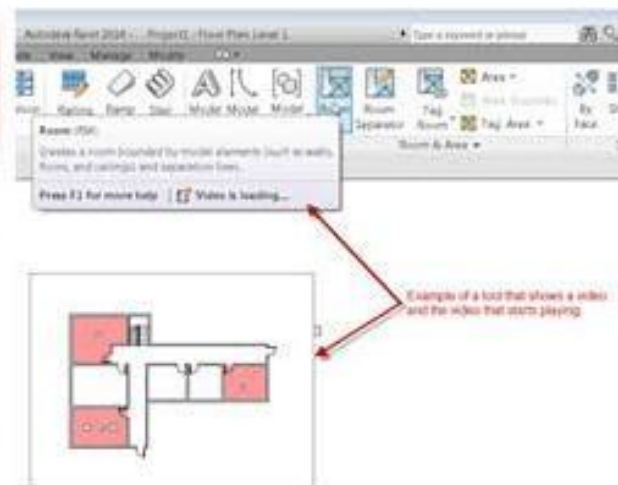 Autodesk Revit 2014 - Project1 - Floor Plan: Level 1
Type a keyword or phrase
View Manage Modify
Railing Ramp Stair Model Model Model Room Room Tag Area By
Separator Room Tag Area Face
Room & Area
Room (RM)
Creates a room bounded by model elements (such as walls,
floors, and ceilings) and separation lines.
Press F1 for more help Video is loading...
Example of a tool that shows a video
and the video that starts playing